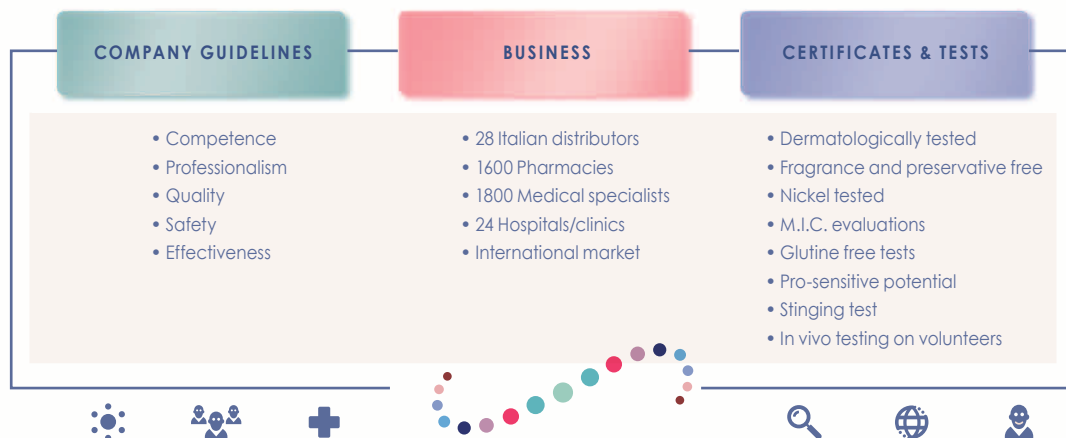 COMPANY GUIDELINES
• Competence
• Professionalism
• Quality
• Safety
• Effectiveness
BUSINESS
• 28 Italian distributors
• 1600 Pharmacies
• 1800 Medical specialists
• 24 Hospitals/clinics
• International market
CERTIFICATES & TESTS
• Dermatologically tested
• Fragrance and preservative free
• Nickel tested
• M.I.C. evaluations
• Glutine free tests
• Pro-sensitive potential
• Stinging test
• In vivo testing on volunteers